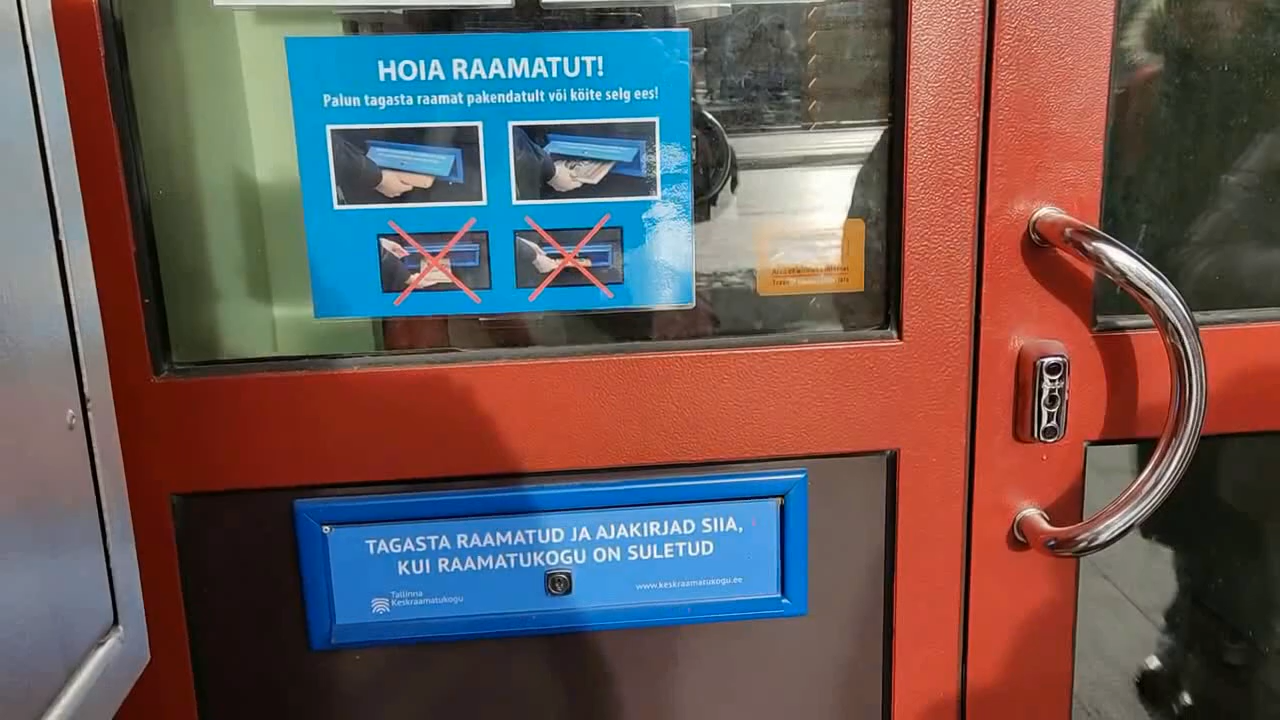 HOIA RAAMATUT!
Palun tagasta raamat pakendatult või köite selg ees!
TAGASTA RAAMATUD JA AJAKIRJAD SIIA,
KUI RAAMATUKOGU ON SULETUD
Tallinna
Keskraamatukogu
www.keskraamatukogu.ee